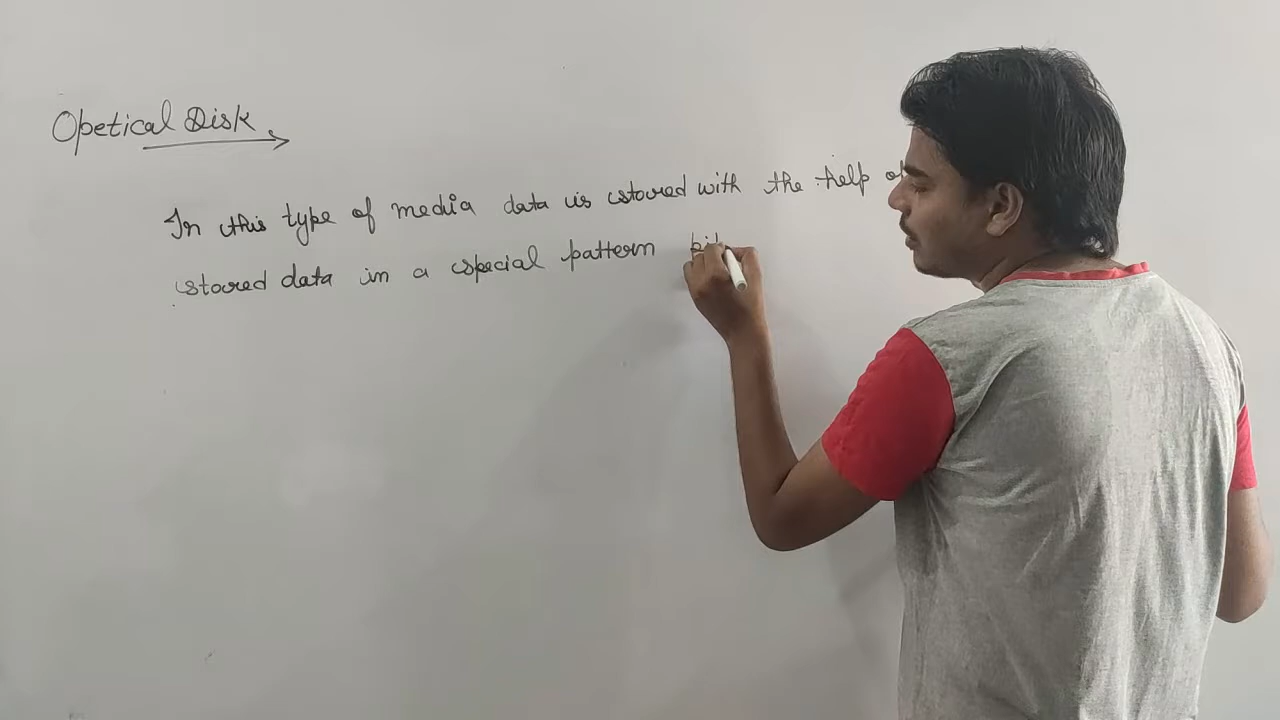 Opetical Disk
In this type of media data is stored with the help of
stored data in a special pattern